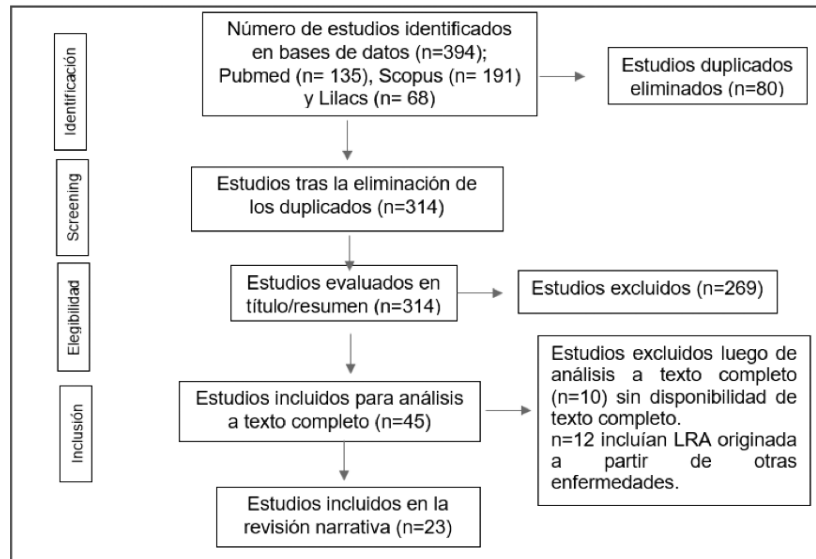 Identificación
Número de estudios identificados
en bases de datos (n=394);
Pubmed (n= 135), Scopus (n= 191)
y Lilacs (n= 68)
Estudios duplicados
eliminados (n=80)
Screening
Estudios tras la eliminación de
los duplicados (n=314)
Elegibilidad
Estudios evaluados en
título/resumen (n=314)
Estudios excluidos (n=269)
Inclusión
Estudios incluidos para análisis
a texto completo (n=45)
Estudios excluidos luego de
análisis a texto completo
(n=10) sin disponibilidad de
texto completo.
n=12 incluían LRA originada
a partir de otras
enfermedades.
Estudios incluidos en la
revisión narrativa (n=23)